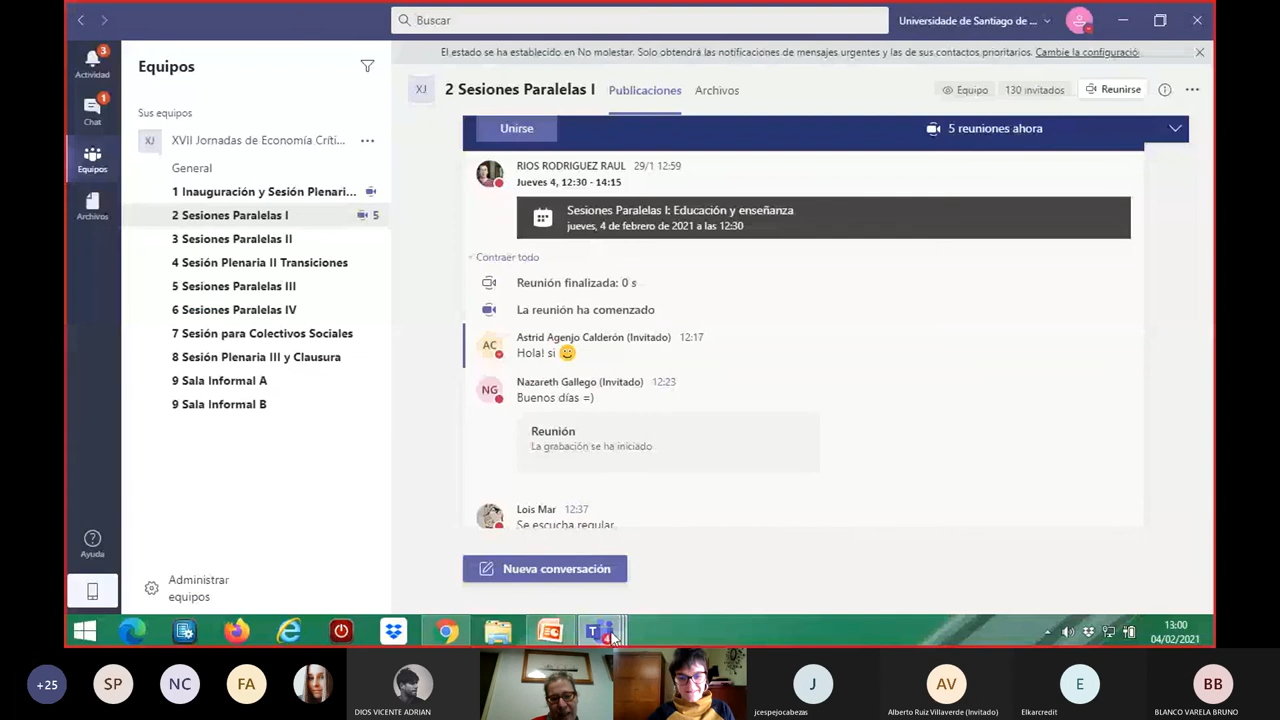 Buscar
Universidade de Santiago de ...
El estado se ha establecido en No molestar. Solo obtendrá las notificaciones de mensajes urgentes y las de sus contactos prioritarios. Cambie la configuració
3
Actividad
1
Chat
Equipos
Archivos
Ayuda
Equipos
Sus equipos
XJ
XVII Jornadas de Economía Críti...
General
1 Inauguración y Sesión Plenari...
2 Sesiones Paralelas I
5
3 Sesiones Paralelas II
4 Sesión Plenaria II Transiciones
5 Sesiones Paralelas III
6 Sesiones Paralelas IV
7 Sesión para Colectivos Sociales
8 Sesión Plenaria III y Clausura
9 Sala Informal A
9 Sala Informal B
Administrar
equipos
XJ
2 Sesiones Paralelas I
Publicaciones
Archivos
Equipo
130 invitados
Reunirse
Unirse
5 reuniones ahora
RIOS RODRIGUEZ RAUL 29/1 12:59
Jueves 4, 12:30 - 14:15
Sesiones Paralelas I: Educación y enseñanza
jueves, 4 de febrero de 2021 a las 12:30
Contraer todo
Reunión finalizada: 0 s
La reunión ha comenzado
AC
Astrid Agenjo Calderón (Invitado) 12:17
Hola! si
NG
Nazareth Gallego (Invitado) 12:23
Buenos días =)
Reunión
La grabación se ha iniciado
Lois Mar 12:37
Se escucha regular.
Nueva conversación
13:00
04/02/2021
+25
SP
NC
FA
DIOS VICENTE ADRIAN
J
jcespejocabezas
AV
Alberto Ruiz Villaverde (Invitado)
E
Elkarcredit
BB
BLANCO VARELA BRUNO